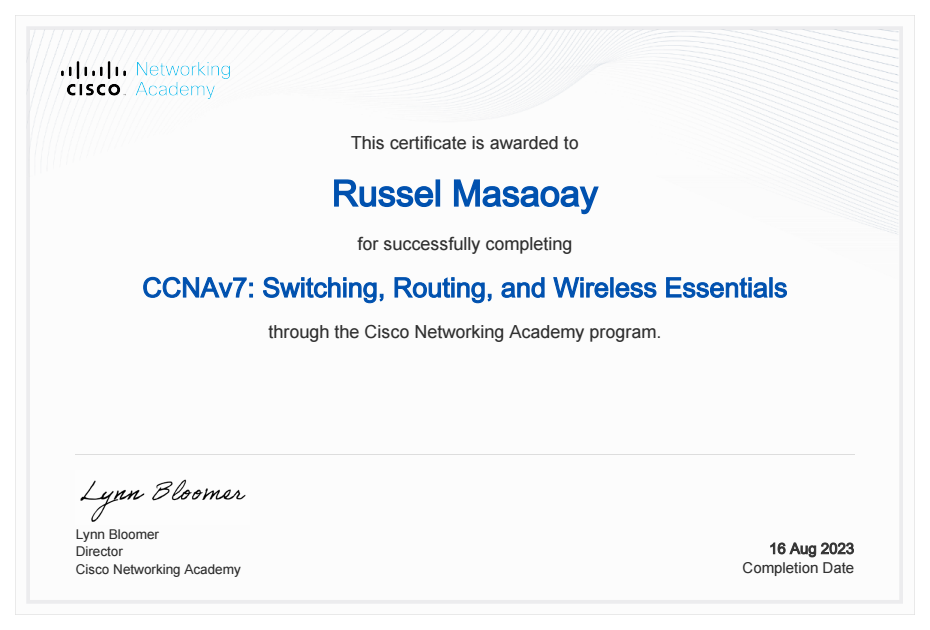 Networking
CISCO Academy
This certificate is awarded to
Russel Masaoay
for successfully completing
CCNAv7: Switching, Routing, and Wireless Essentials
through the Cisco Networking Academy program.
Lynn Bloomer
Lynn Bloomer
Director
Cisco Networking Academy
16 Aug 2023
Completion Date